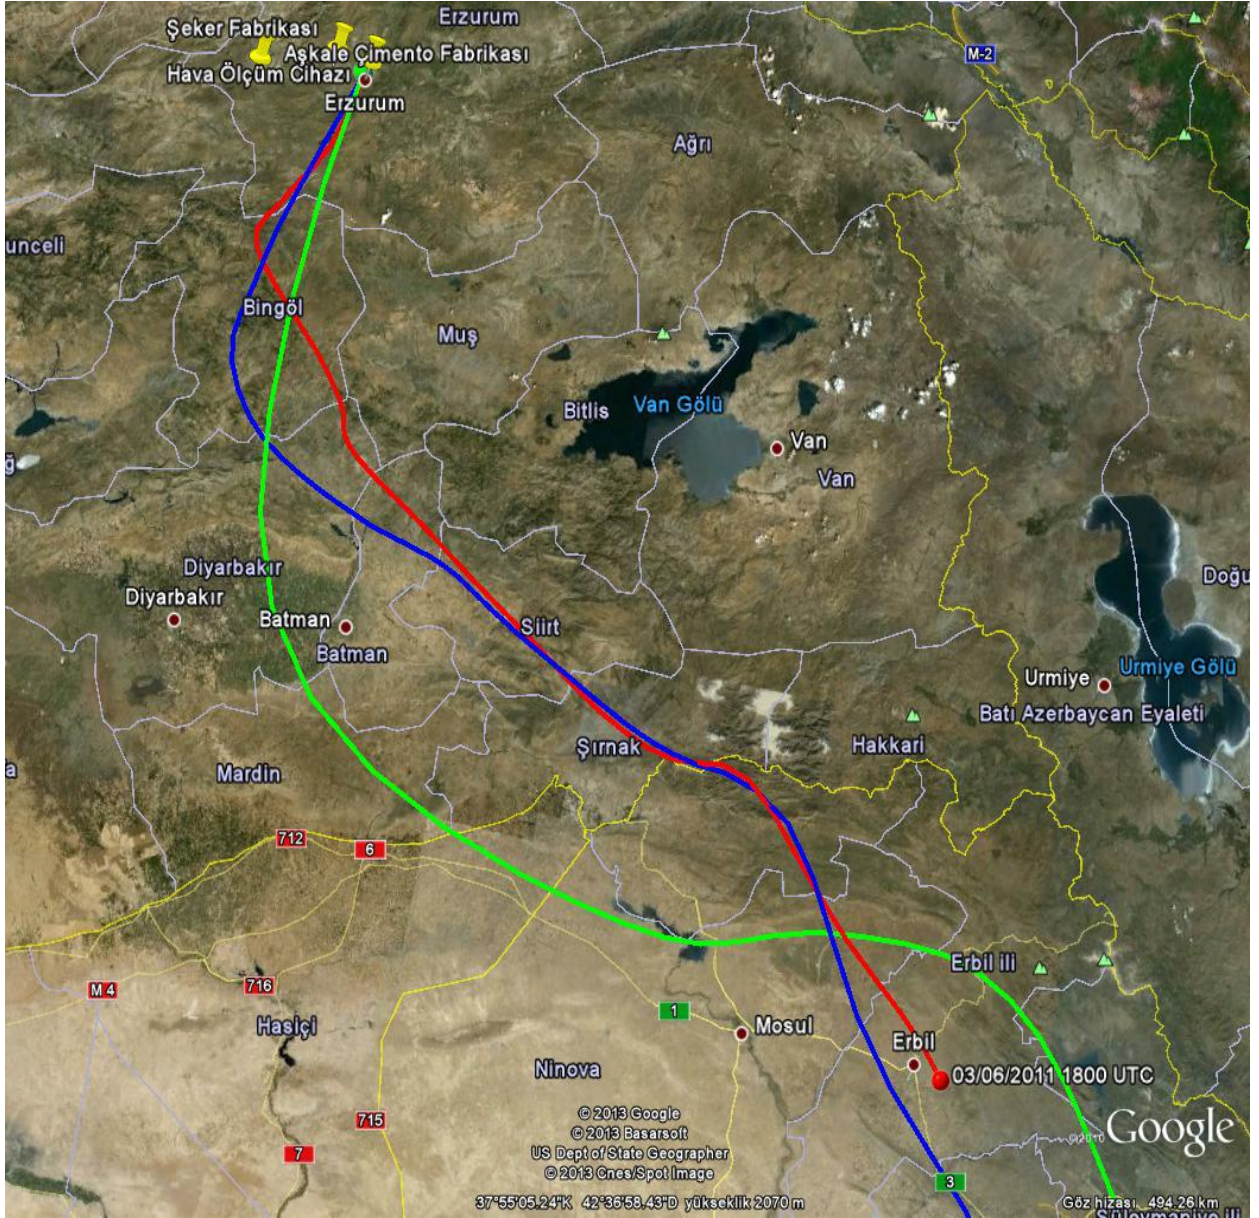 Erzurum
Şeker Fabrikası
Aşkale Çimento Fabrikası
Hava Ölçüm Cihazı
Erzurum
M-2
Ağrı
unceli
Bingöl
Muş
Bitlis
Van Gölü
Van
Van
ğ
Diyarbakır
Diyarbakır
Batman
Batman
Siirt
Doğu
Urmiye
Urmiye Gölü
Batı Azerbaycan Eyaleti
Şırnak
Hakkari
a
Mardin
712
6
Erbil ili
M 4
716
1
Hasiçi
Mosul
Erbil
Ninova
03/06/2011 1800 UTC
715
7
© 2013 Google
© 2013 Basarsoft
US Dept of State Geographer
© 2013 Cnes/Spot Image
©2010 Google
3
37°55'05.24"K 42°36'58.43"D yükseklik 2070 m
Göz hizası 494.26 km
Süleymaniye ili